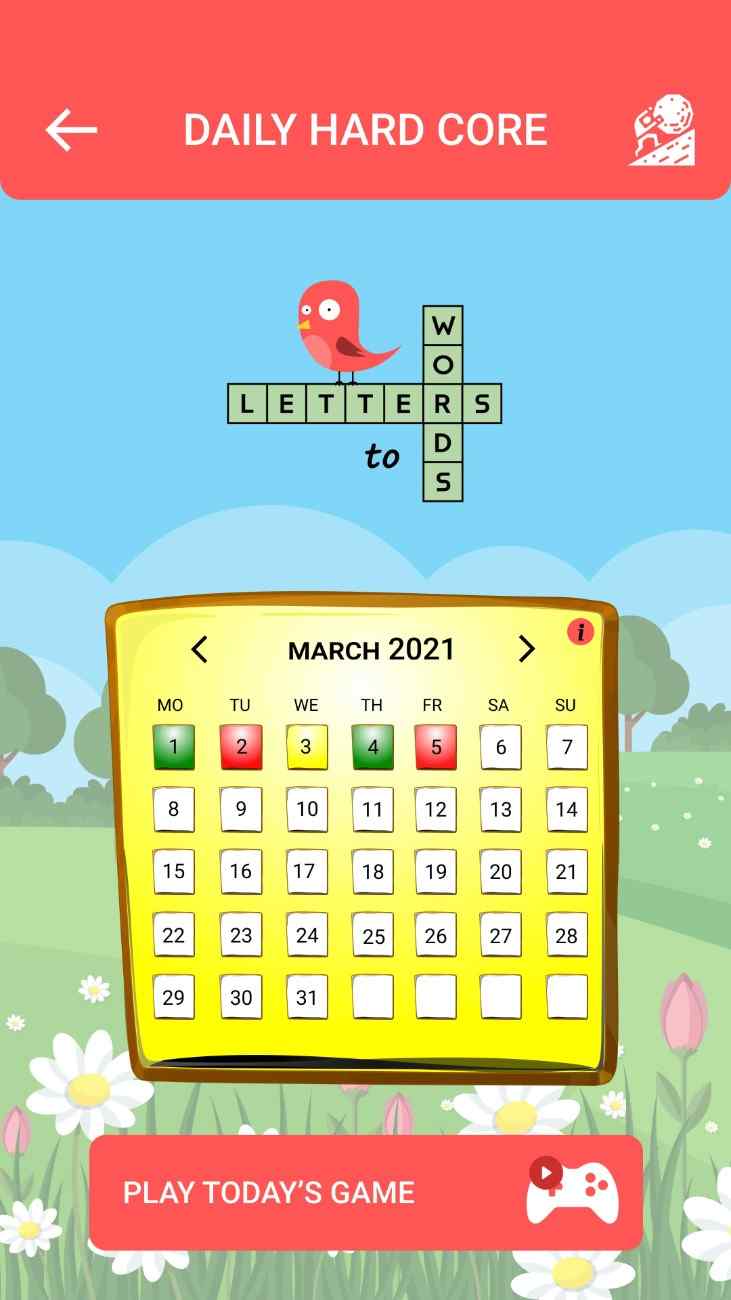 DAILY HARD CORE
WORDS
LETTERS
to
MARCH 2021
i
MO TU WE TH FR SA SU
1 2 3 4 5 6 7
8 9 10 11 12 13 14
15 16 17 18 19 20 21
22 23 24 25 26 27 28
29 30 31
PLAY TODAY’S GAME